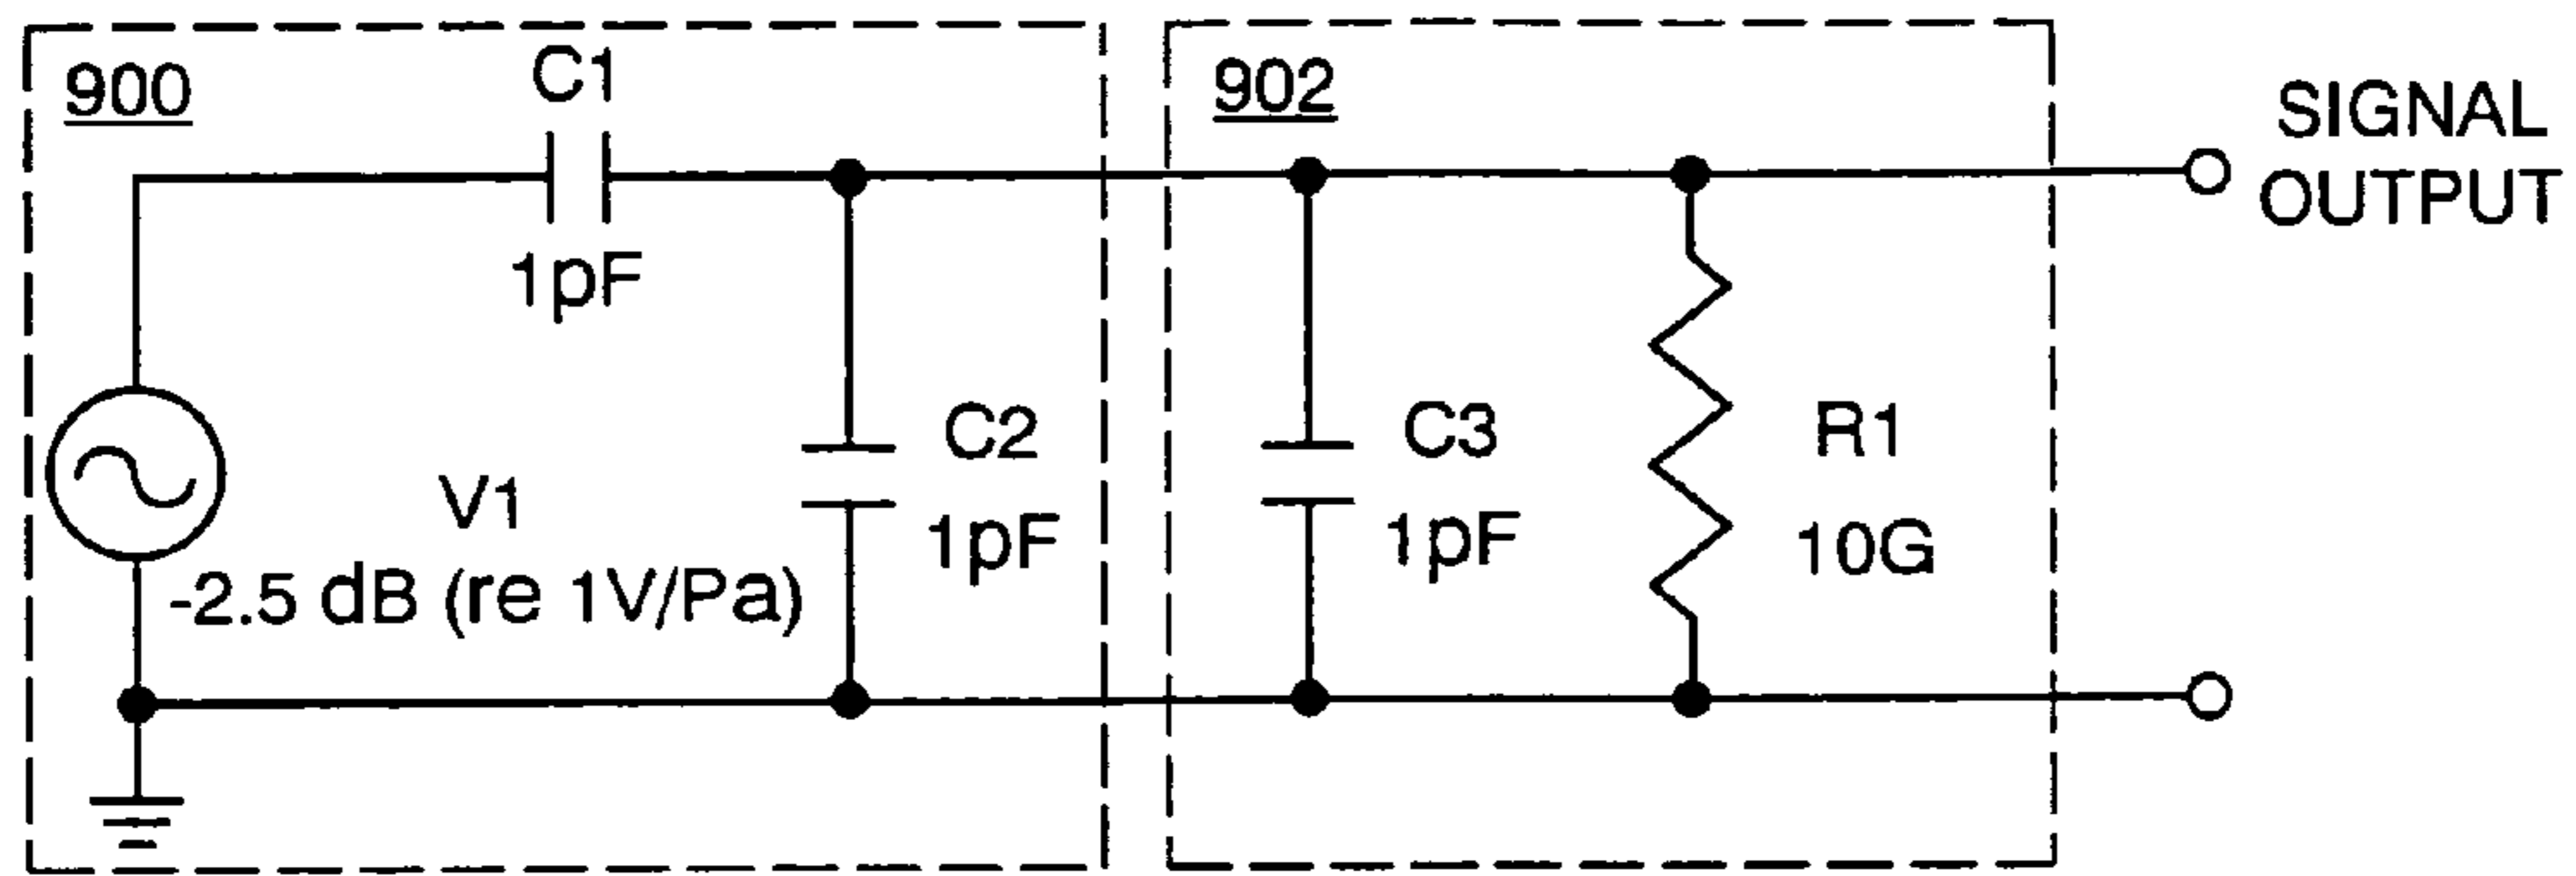 900
C1
1pF
V1
-2.5 dB (re 1V/Pa)
C2
1pF
902
C3
1pF
R1
10G
SIGNAL
OUTPUT